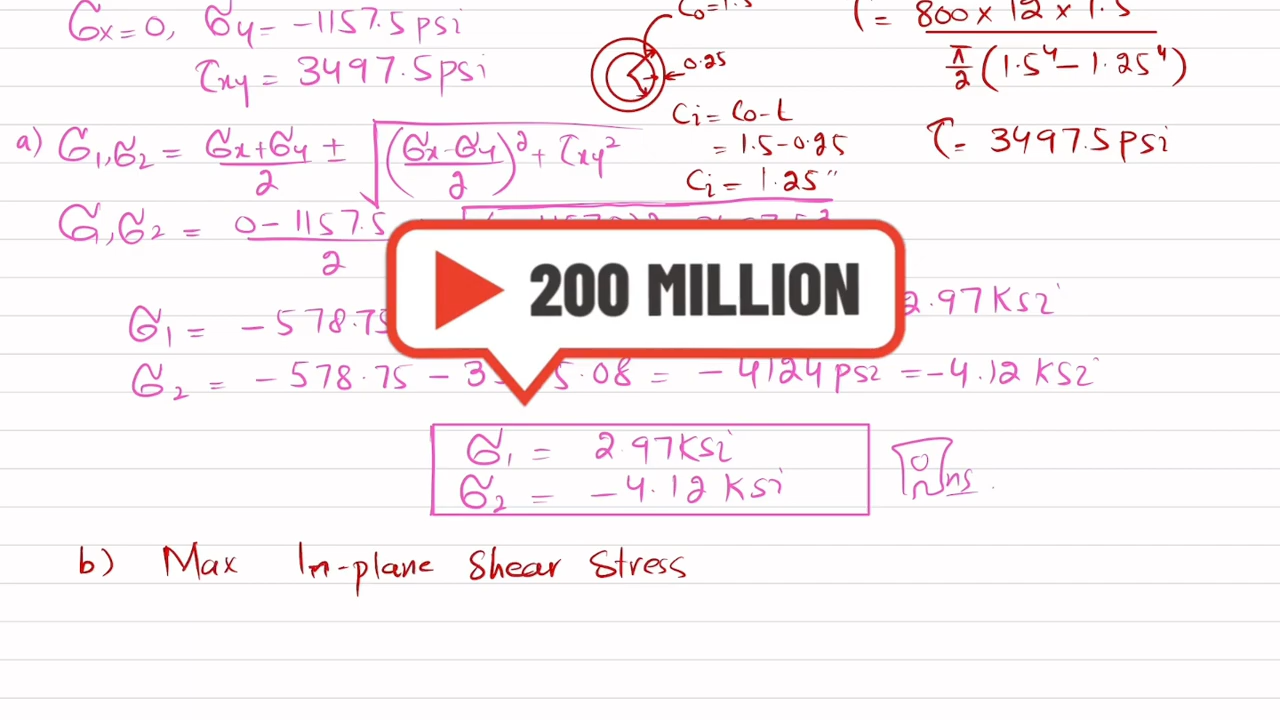 σx=0, σy= -1157.5 psi
τxy = 3497.5 psi
0.25
800 x 12 x 1.5
π/2 (1.5⁴ - 1.25⁴)
Ci = Co-t
= 1.5-0.25
Ci = 1.25"
τ= 3497.5 psi
a) σ1,σ2 = σx+σy/2 ± √(σx-σy/2)² + τxy²
σ1,σ2 = 0-1157.5/2
200 MILLION
σ1 = -578.75 2.97 Ksi
σ2 = -578.75 - 5.08 = -4124 psi = -4.12 Ksi
σ1 = 2.97 Ksi
σ2 = -4.12 Ksi
Ans.
b) Max In-plane Shear Stress